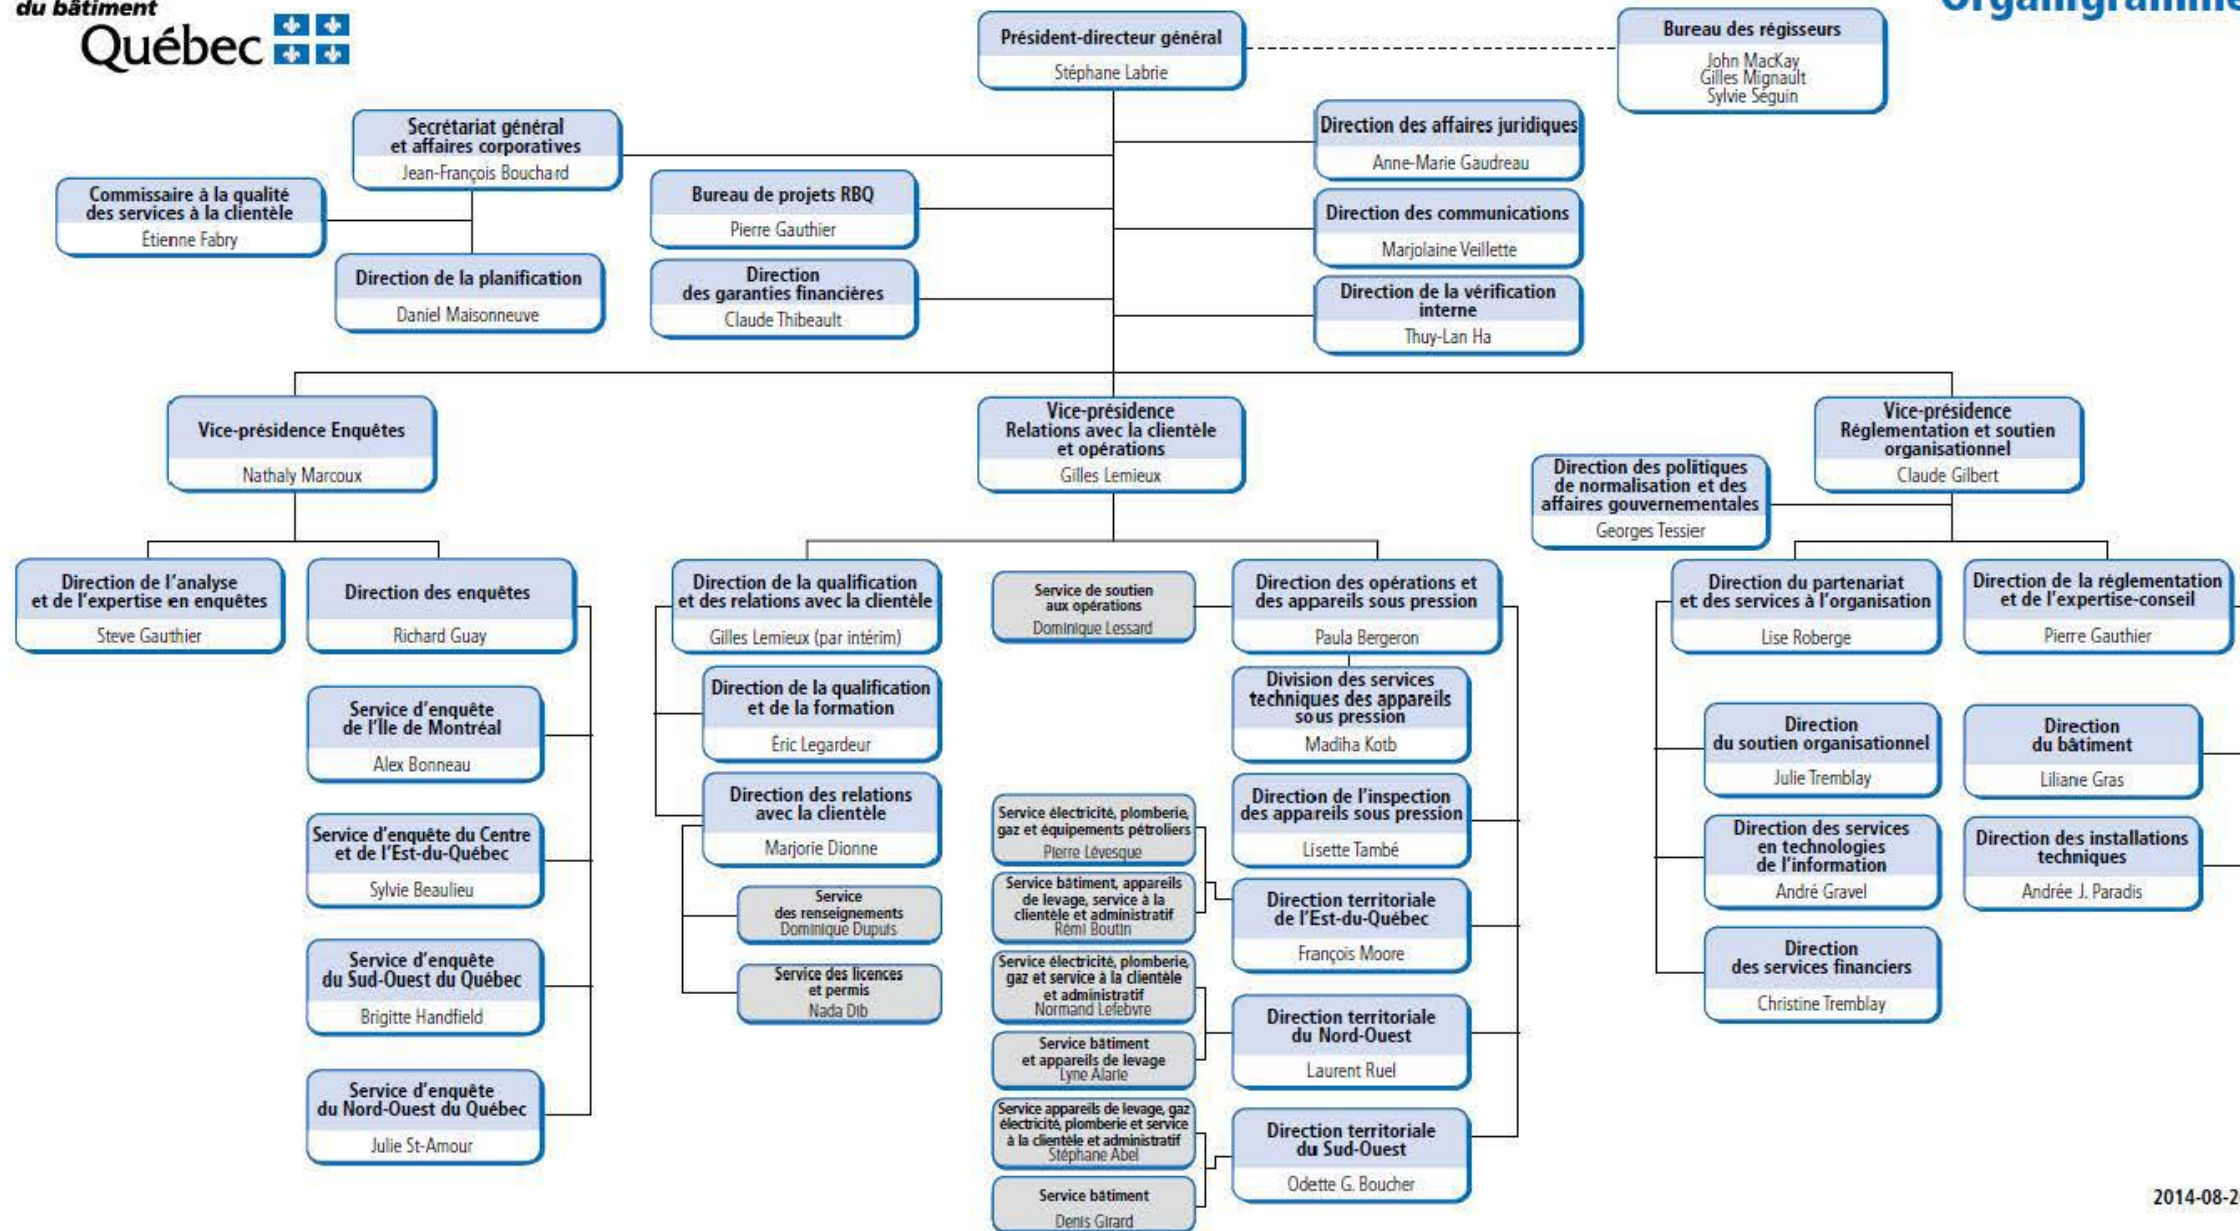 du bâtiment
Québec
Organigramme
Président-directeur général
Stéphane Labrie
Bureau des régisseurs
John MacKay
Gilles Mignault
Sylvie Séguin
Secrétariat général
et affaires corporatives
Jean-François Bouchard
Direction des affaires juridiques
Anne-Marie Gaudreau
Commissaire à la qualité
des services à la clientèle
Étienne Fabry
Bureau de projets RBQ
Pierre Gauthier
Direction des communications
Marjolaine Veillette
Direction de la planification
Daniel Maisonneuve
Direction
des garanties financières
Claude Thibeault
Direction de la vérification
interne
Thuy-Lan Ha
Vice-présidence Enquêtes
Nathaly Marcoux
Vice-présidence
Relations avec la clientèle
et opérations
Gilles Lemieux
Vice-présidence
Réglementation et soutien
organisationnel
Claude Gilbert
Direction des politiques
de normalisation et des
affaires gouvernementales
Georges Tessier
Direction de l'analyse
et de l'expertise en enquêtes
Steve Gauthier
Direction des enquêtes
Richard Guay
Service d'enquête
de l'Île de Montréal
Alex Bonneau
Service d'enquête du Centre
et de l'Est-du-Québec
Sylvie Beaulieu
Service d'enquête
du Sud-Ouest du Québec
Brigitte Handfield
Service d'enquête
du Nord-Ouest du Québec
Julie St-Amour
Direction de la qualification
et des relations avec la clientèle
Gilles Lemieux (par intérim)
Direction de la qualification
et de la formation
Éric Legardeur
Direction des relations
avec la clientèle
Marjorie Dionne
Service
des renseignements
Dominique Dupuis
Service des licences
et permis
Nada Dib
Service de soutien
aux opérations
Dominique Lessard
Direction des opérations et
des appareils sous pression
Paula Bergeron
Division des services
techniques des appareils
sous pression
Madiha Kotb
Direction de l'inspection
des appareils sous pression
Lisette També
Service électricité, plomberie,
gaz et équipements pétroliers
Pierre Lévesque
Service bâtiment, appareils
de levage, service à la
clientèle et administratif
Rémi Boutin
Direction territoriale
de l'Est-du-Québec
François Moore
Service électricité, plomberie,
gaz et service à la clientèle
et administratif
Normand Lefebvre
Service bâtiment
et appareils de levage
Lyne Alarie
Direction territoriale
du Nord-Ouest
Laurent Ruel
Service appareils de levage, gaz
électricité, plomberie et service
à la clientèle et administratif
Stéphane Abel
Service bâtiment
Denis Girard
Direction territoriale
du Sud-Ouest
Odette G. Boucher
Direction du partenariat
et des services à l'organisation
Lise Roberge
Direction
du soutien organisationnel
Julie Tremblay
Direction des services
en technologies
de l'information
André Gravel
Direction
des services financiers
Christine Tremblay
Direction de la réglementation
et de l'expertise-conseil
Pierre Gauthier
Direction
du bâtiment
Liliane Gras
Direction des installations
techniques
Andrée J. Paradis
2014-08-2